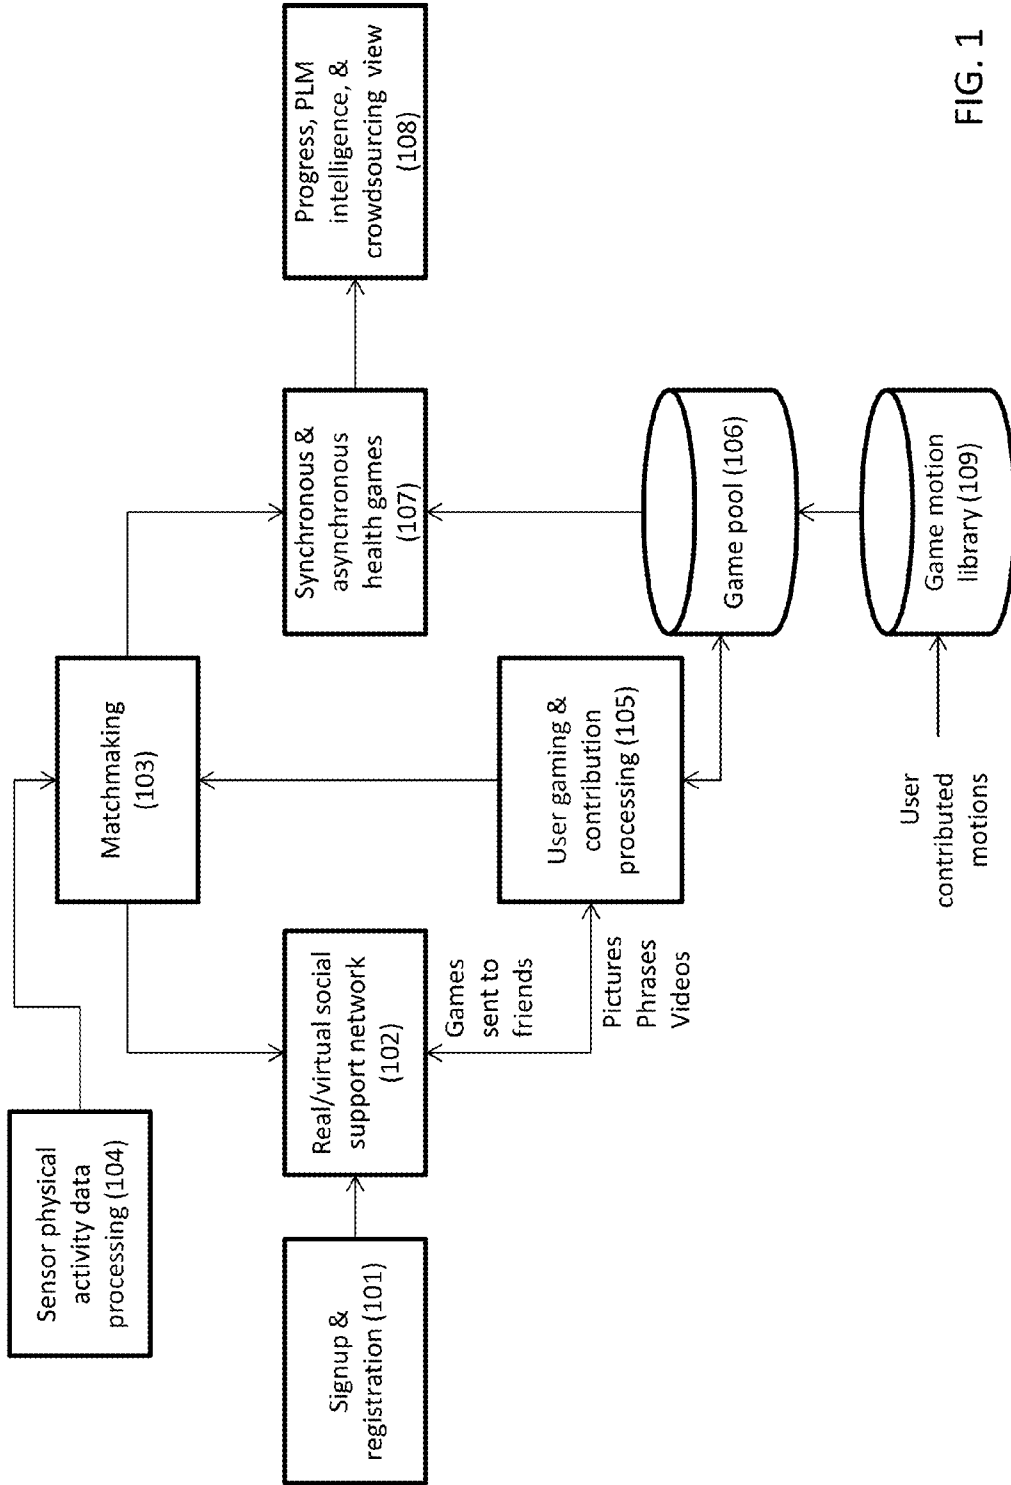 Sensor physical
activity data
processing (104)
Matchmaking
(103)
Signup &
registration (101)
Real/virtual social
support network
(102)
Synchronous &
asynchronous
health games
(107)
Progress, PLM
intelligence, &
crowdsourcing view
(108)
Games
sent to
friends
Pictures
Phrases
Videos
User gaming &
contribution
processing (105)
Game pool (106)
User
contributed
motions
Game motion
library (109)
FIG. 1